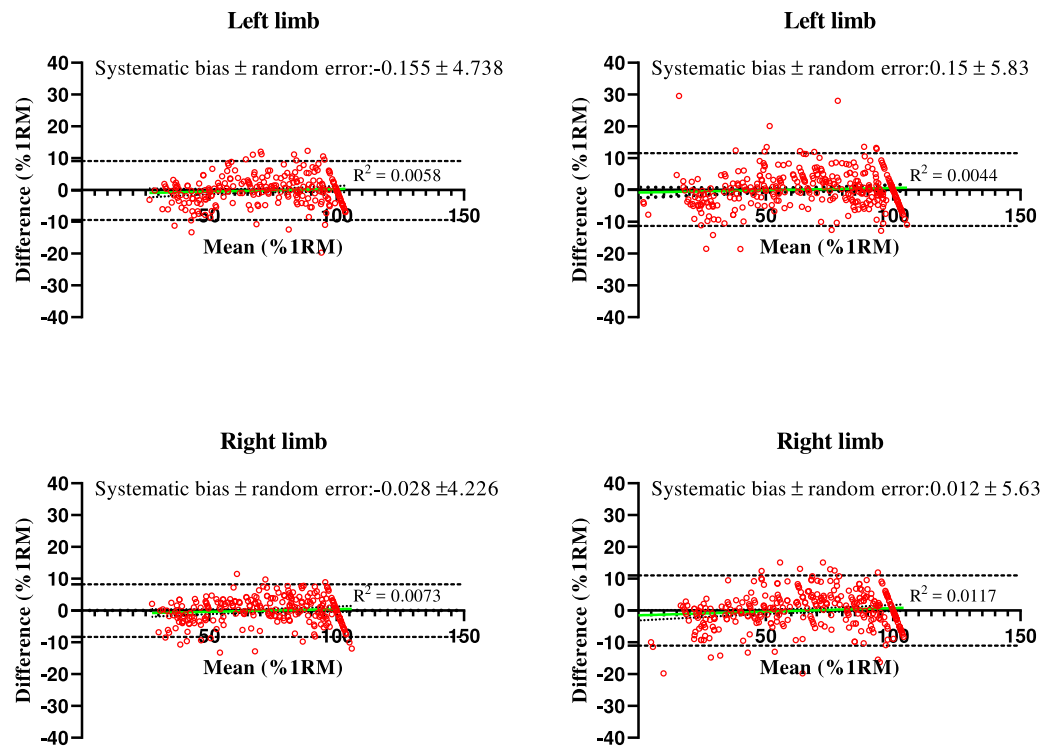 Left limb
Systematic bias ± random error:-0.155 ± 4.738
40
30
20
10
0
-10
-20
-30
-40
Difference (%1RM)
R² = 0.0058
50
100
150
Mean (%1RM)
Left limb
Systematic bias ± random error:0.15 ± 5.83
40
30
20
10
0
-10
-20
-30
-40
Difference (%1RM)
R² = 0.0044
50
100
150
Mean (%1RM)
Right limb
Systematic bias ± random error:-0.028 ±4.226
40
30
20
10
0
-10
-20
-30
-40
Difference (%1RM)
R² = 0.0073
50
100
150
Mean (%1RM)
Right limb
Systematic bias ± random error:0.012 ± 5.63
40
30
20
10
0
-10
-20
-30
-40
Difference (%1RM)
R² = 0.0117
50
100
150
Mean (%1RM)